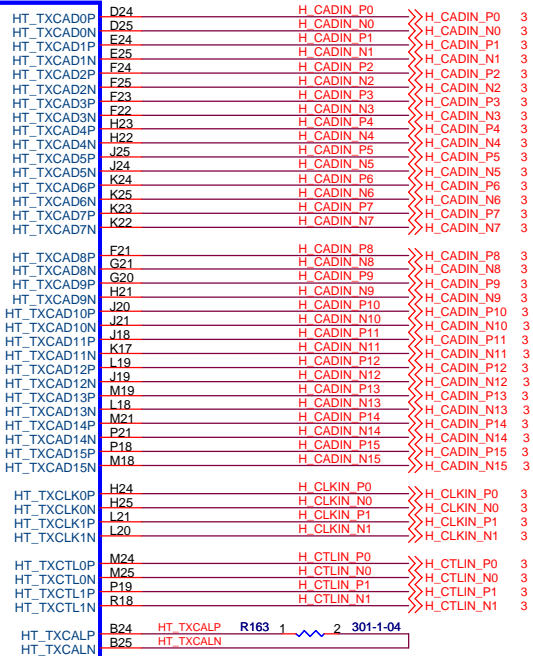 HT_TXCAD0P D24 H_CADIN_P0 H_CADIN_P0 3
HT_TXCAD0N D25 H_CADIN_N0 H_CADIN_N0 3
HT_TXCAD1P E24 H_CADIN_P1 H_CADIN_P1 3
HT_TXCAD1N E25 H_CADIN_N1 H_CADIN_N1 3
HT_TXCAD2P F24 H_CADIN_P2 H_CADIN_P2 3
HT_TXCAD2N F25 H_CADIN_N2 H_CADIN_N2 3
HT_TXCAD3P F23 H_CADIN_P3 H_CADIN_P3 3
HT_TXCAD3N F22 H_CADIN_N3 H_CADIN_N3 3
HT_TXCAD4P H23 H_CADIN_P4 H_CADIN_P4 3
HT_TXCAD4N H22 H_CADIN_N4 H_CADIN_N4 3
HT_TXCAD5P J25 H_CADIN_P5 H_CADIN_P5 3
HT_TXCAD5N J24 H_CADIN_N5 H_CADIN_N5 3
HT_TXCAD6P K24 H_CADIN_P6 H_CADIN_P6 3
HT_TXCAD6N K25 H_CADIN_N6 H_CADIN_N6 3
HT_TXCAD7P K23 H_CADIN_P7 H_CADIN_P7 3
HT_TXCAD7N K22 H_CADIN_N7 H_CADIN_N7 3
HT_TXCAD8P F21 H_CADIN_P8 H_CADIN_P8 3
HT_TXCAD8N G21 H_CADIN_N8 H_CADIN_N8 3
HT_TXCAD9P G20 H_CADIN_P9 H_CADIN_P9 3
HT_TXCAD9N H21 H_CADIN_N9 H_CADIN_N9 3
HT_TXCAD10P J20 H_CADIN_P10 H_CADIN_P10 3
HT_TXCAD10N J21 H_CADIN_N10 H_CADIN_N10 3
HT_TXCAD11P J18 H_CADIN_P11 H_CADIN_P11 3
HT_TXCAD11N K17 H_CADIN_N11 H_CADIN_N11 3
HT_TXCAD12P L19 H_CADIN_P12 H_CADIN_P12 3
HT_TXCAD12N J19 H_CADIN_N12 H_CADIN_N12 3
HT_TXCAD13P M19 H_CADIN_P13 H_CADIN_P13 3
HT_TXCAD13N L18 H_CADIN_N13 H_CADIN_N13 3
HT_TXCAD14P M21 H_CADIN_P14 H_CADIN_P14 3
HT_TXCAD14N P21 H_CADIN_N14 H_CADIN_N14 3
HT_TXCAD15P P18 H_CADIN_P15 H_CADIN_P15 3
HT_TXCAD15N M18 H_CADIN_N15 H_CADIN_N15 3
HT_TXCLK0P H24 H_CLKIN_P0 H_CLKIN_P0 3
HT_TXCLK0N H25 H_CLKIN_N0 H_CLKIN_N0 3
HT_TXCLK1P L21 H_CLKIN_P1 H_CLKIN_P1 3
HT_TXCLK1N L20 H_CLKIN_N1 H_CLKIN_N1 3
HT_TXCTL0P M24 H_CTLIN_P0 H_CTLIN_P0 3
HT_TXCTL0N M25 H_CTLIN_N0 H_CTLIN_N0 3
HT_TXCTL1P P19 H_CTLIN_P1 H_CTLIN_P1 3
HT_TXCTL1N R18 H_CTLIN_N1 H_CTLIN_N1 3
HT_TXCALP B24 HT_TXCALP R163 1 2 301-1-04
HT_TXCALN B25 HT_TXCALN